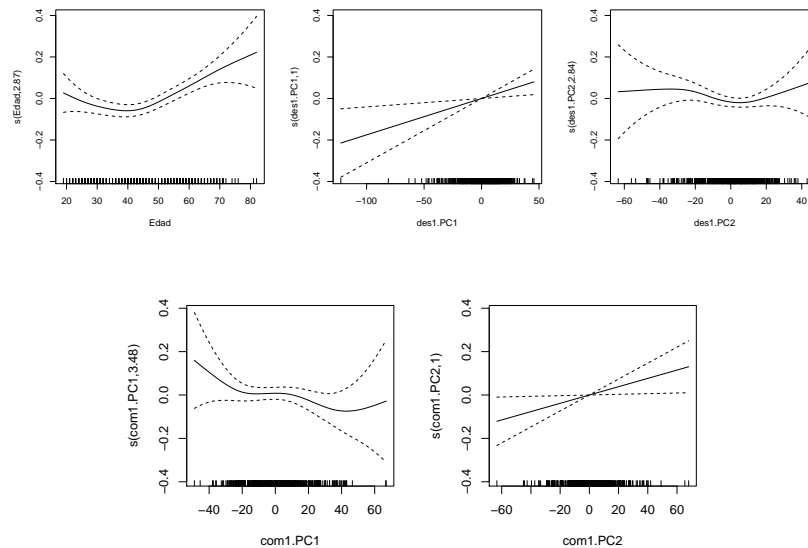 s(Edad,2.87)
0.4
0.2
0.0
−0.2
−0.4
20 30 40 50 60 70 80
Edad
s(des1.PC1,1)
0.4
0.2
0.0
−0.2
−0.4
−100 −50 0 50
des1.PC1
s(des1.PC2,2.84)
0.4
0.2
0.0
−0.2
−0.4
−60 −40 −20 0 20 40
des1.PC2
s(com1.PC1,3.48)
0.4
0.2
0.0
−0.2
−0.4
−40 −20 0 20 40 60
com1.PC1
s(com1.PC2,1)
0.4
0.2
0.0
−0.2
−0.4
−60 −40 −20 0 20 40 60
com1.PC2